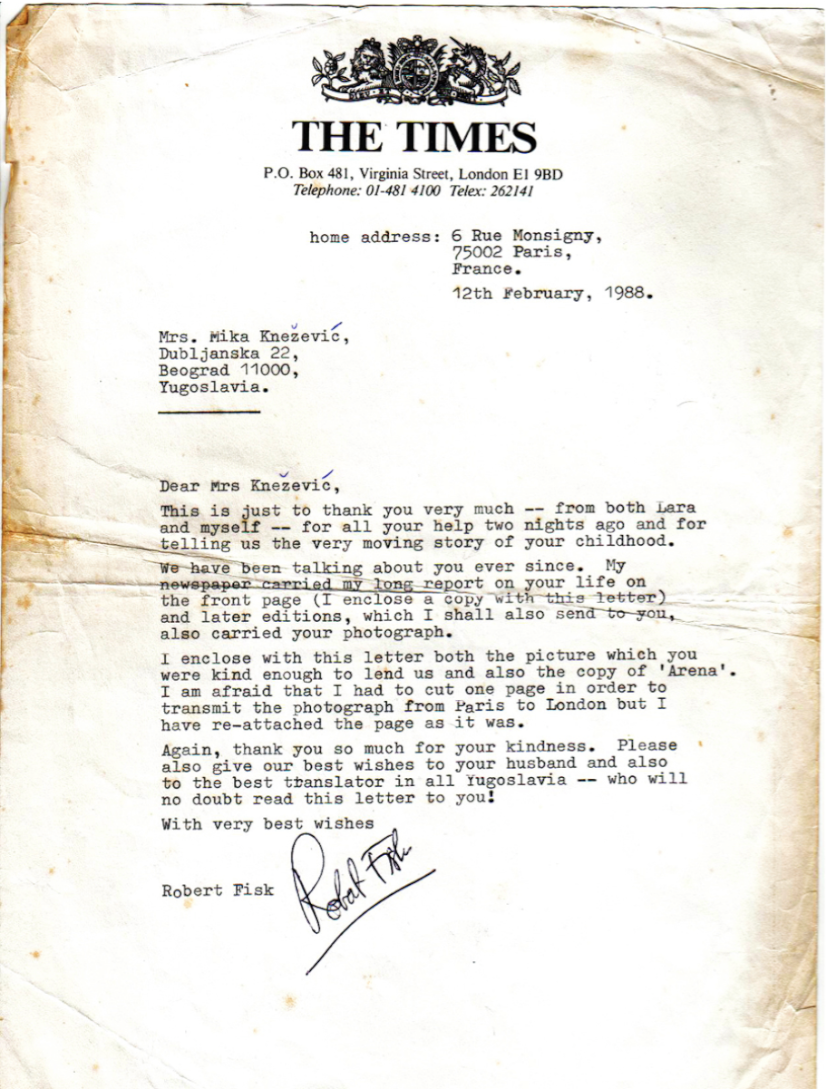 THE TIMES
P.O. Box 481, Virginia Street, London E1 9BD
Telephone: 01-481 4100 Telex: 262141
home address: 6 Rue Monsigny,
75002 Paris,
France.
12th February, 1988.
Mrs. Mika Knežević,
Dubljanska 22,
Beograd 11000,
Yugoslavia.
Dear Mrs Knežević,
This is just to thank you very much -- from both Lara
and myself -- for all your help two nights ago and for
telling us the very moving story of your childhood.
We have been talking about you ever since. My
newspaper carried my long report on your life on
the front page (I enclose a copy with this letter)
and later editions, which I shall also send to you,
also carried your photograph.
I enclose with this letter both the picture which you
were kind enough to lend us and also the copy of 'Arena'.
I am afraid that I had to cut one page in order to
transmit the photograph from Paris to London but I
have re-attached the page as it was.
Again, thank you so much for your kindness. Please
also give our best wishes to your husband and also
to the best translator in all Yugoslavia -- who will
no doubt read this letter to you!
With very best wishes
Robert Fisk
Robert Fisk